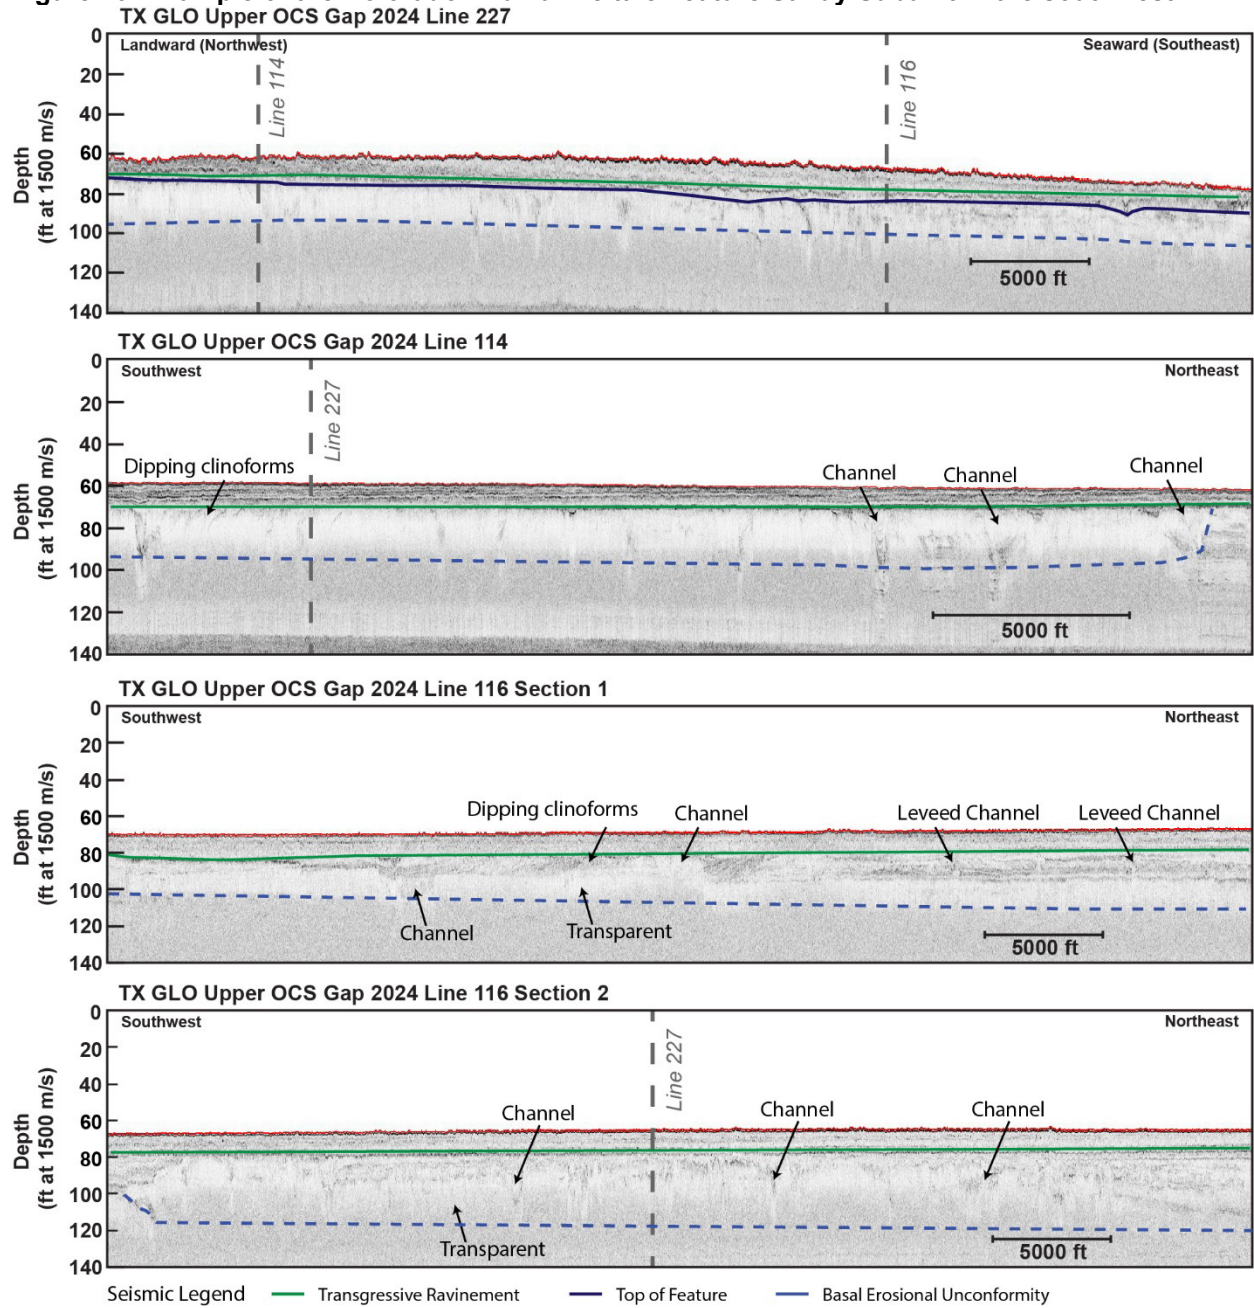 TX GLO Upper OCS Gap 2024 Line 227
Landward (Northwest)
Seaward (Southeast)
Line 114
Line 116
Depth
(ft at 1500 m/s)
0
20
40
60
80
100
120
140
5000 ft
TX GLO Upper OCS Gap 2024 Line 114
Southwest
Northeast
Line 227
Depth
(ft at 1500 m/s)
0
20
40
60
80
100
120
140
Dipping clinoforms
Channel
Channel
Channel
5000 ft
TX GLO Upper OCS Gap 2024 Line 116 Section 1
Southwest
Northeast
Depth
(ft at 1500 m/s)
0
20
40
60
80
100
120
140
Dipping clinoforms
Channel
Leveed Channel
Leveed Channel
Channel
Transparent
5000 ft
TX GLO Upper OCS Gap 2024 Line 116 Section 2
Southwest
Northeast
Line 227
Depth
(ft at 1500 m/s)
0
20
40
60
80
100
120
140
Channel
Channel
Channel
Transparent
5000 ft
Seismic Legend
Transgressive Ravinement
Top of Feature
Basal Erosional Unconformity